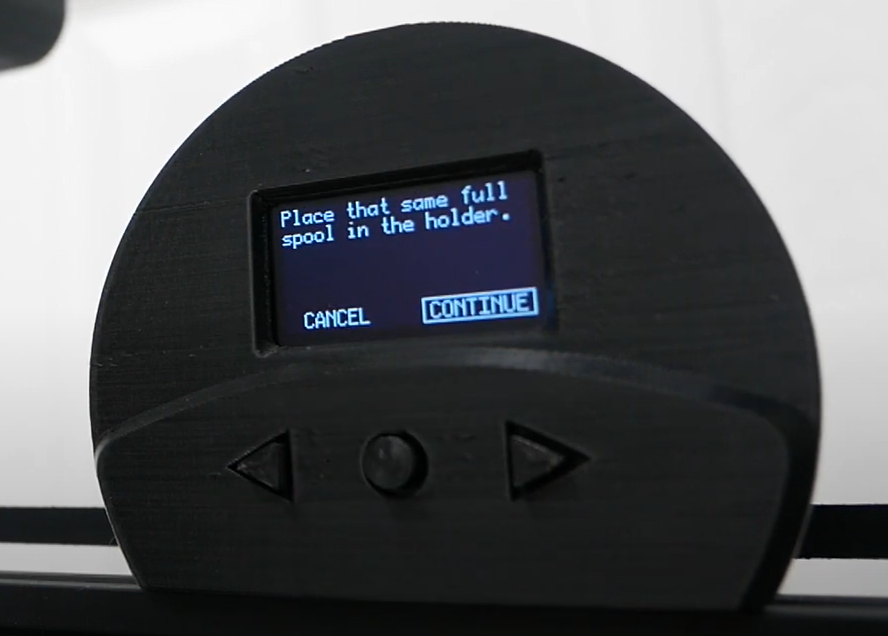 Place that same full
spool in the holder.
CANCEL CONTINUE